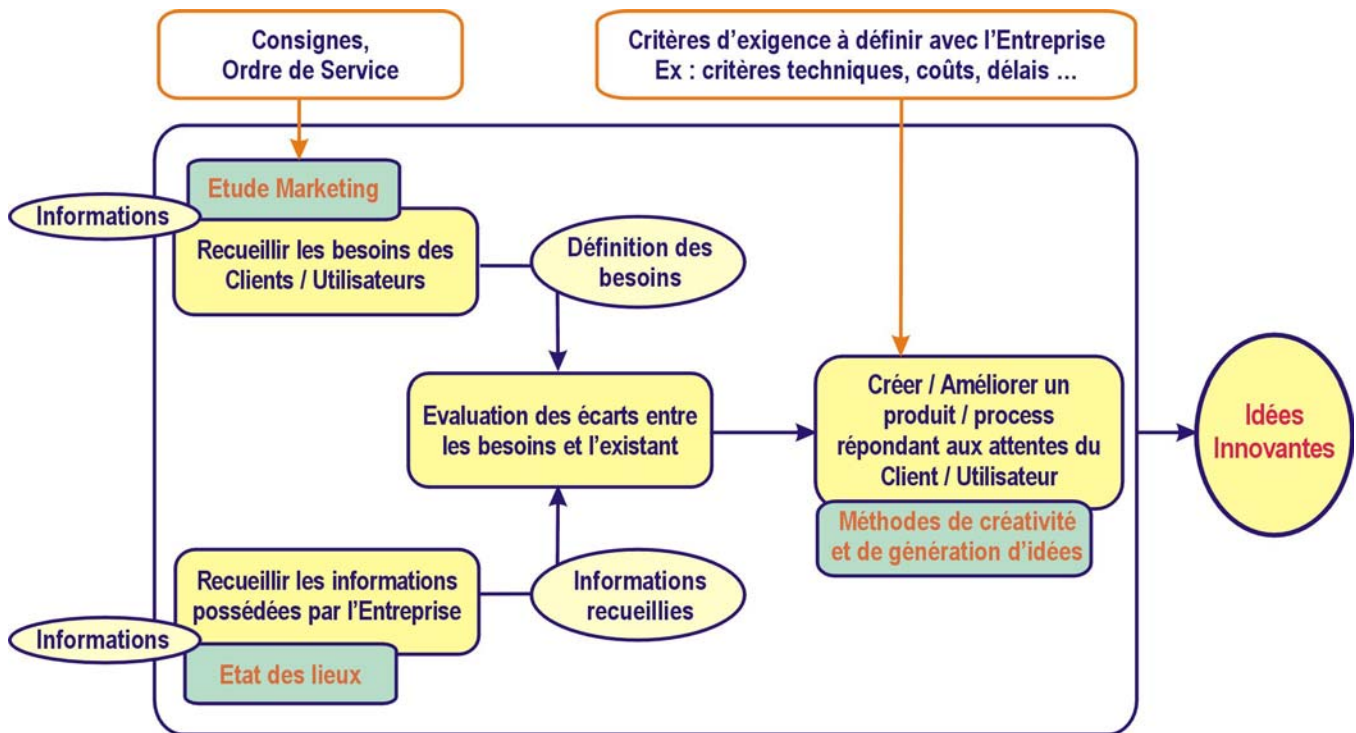 Consignes,
Ordre de Service
Critères d'exigence à définir avec l'Entreprise
Ex : critères techniques, coûts, délais ...
Etude Marketing
Informations
Recueillir les besoins des
Clients / Utilisateurs
Définition des
besoins
Evaluation des écarts entre
les besoins et l'existant
Créer / Améliorer un
produit / process
répondant aux attentes du
Client / Utilisateur
Méthodes de créativité
et de génération d'idées
Idées
Innovantes
Recueillir les informations
possédées par l'Entreprise
Informations
recueillies
Informations
Etat des lieux